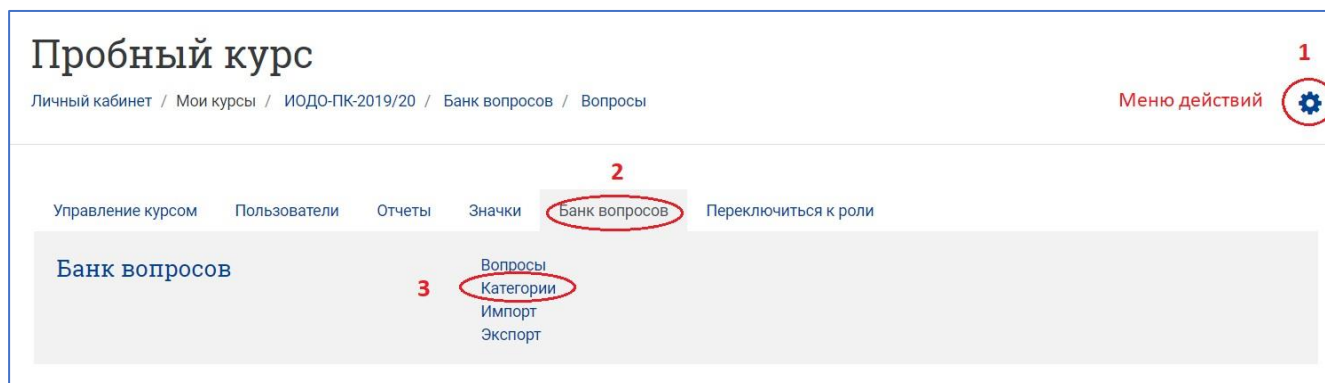 Пробный курс
1
Личный кабинет / Мои курсы / ИОДО-ПК-2019/20 / Банк вопросов / Вопросы
Меню действий
2
Управление курсом Пользователи Отчеты Значки Банк вопросов Переключиться к роли
Банк вопросов
Вопросы
3
Категории
Импорт
Экспорт